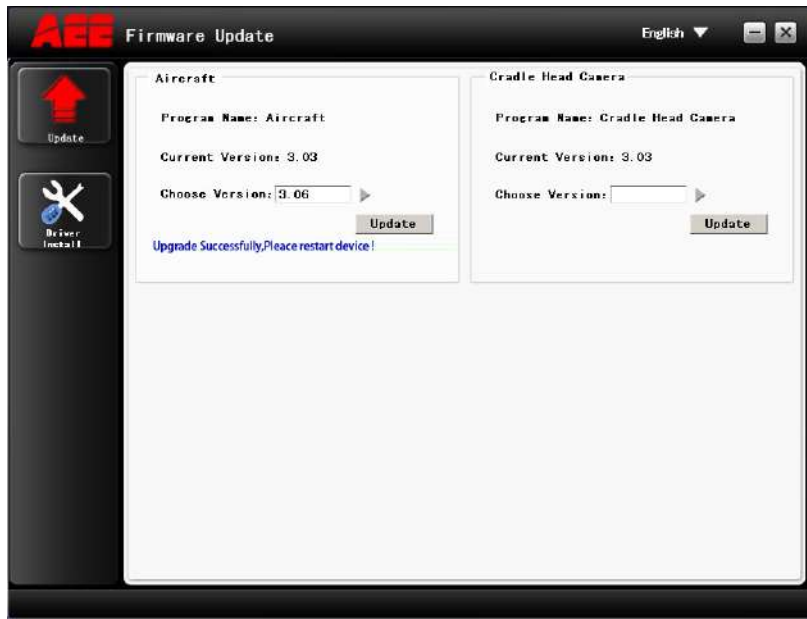 AEE Firmware Update
English
Update
Driver
Install
Aircraft
Program Name: Aircraft
Current Version: 3.03
Choose Version: 3.06
Update
Upgrade Successfully,Pleace restart device !
Cradle Head Camera
Program Name: Cradle Head Camera
Current Version: 3.03
Choose Version:
Update